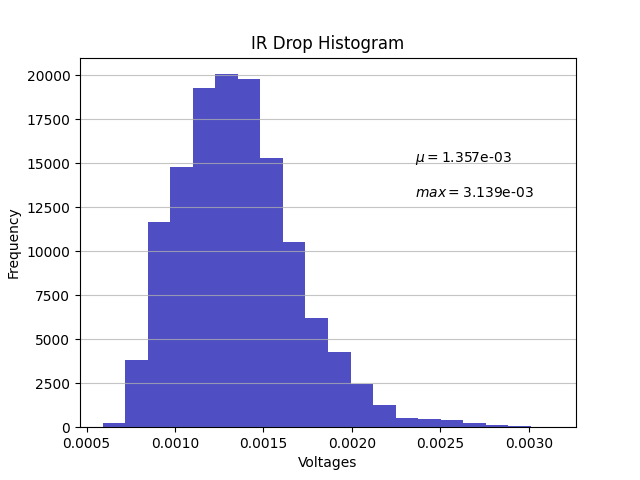 IR Drop Histogram
20000
17500
15000
12500
10000
7500
5000
2500
0
Frequency
μ = 1.357e-03
max = 3.139e-03
0.0005 0.0010 0.0015 0.0020 0.0025 0.0030
Voltages